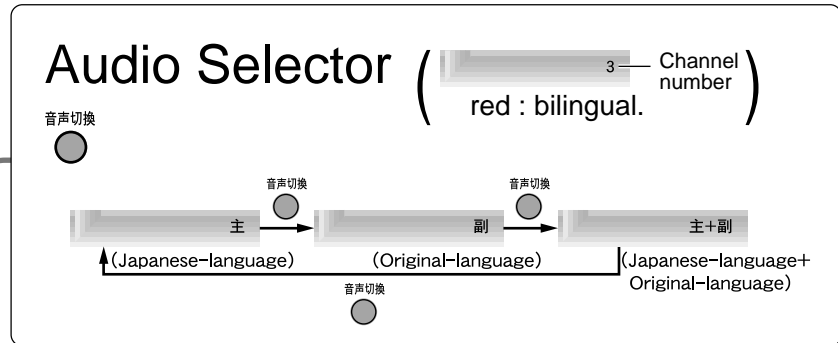 Audio Selector
( 3 Channel
number
red : bilingual. )
音声切換
音声切換 音声切換
主 副 主+副
(Japanese-language) (Original-language) (Japanese-language+
Original-language)
音声切換